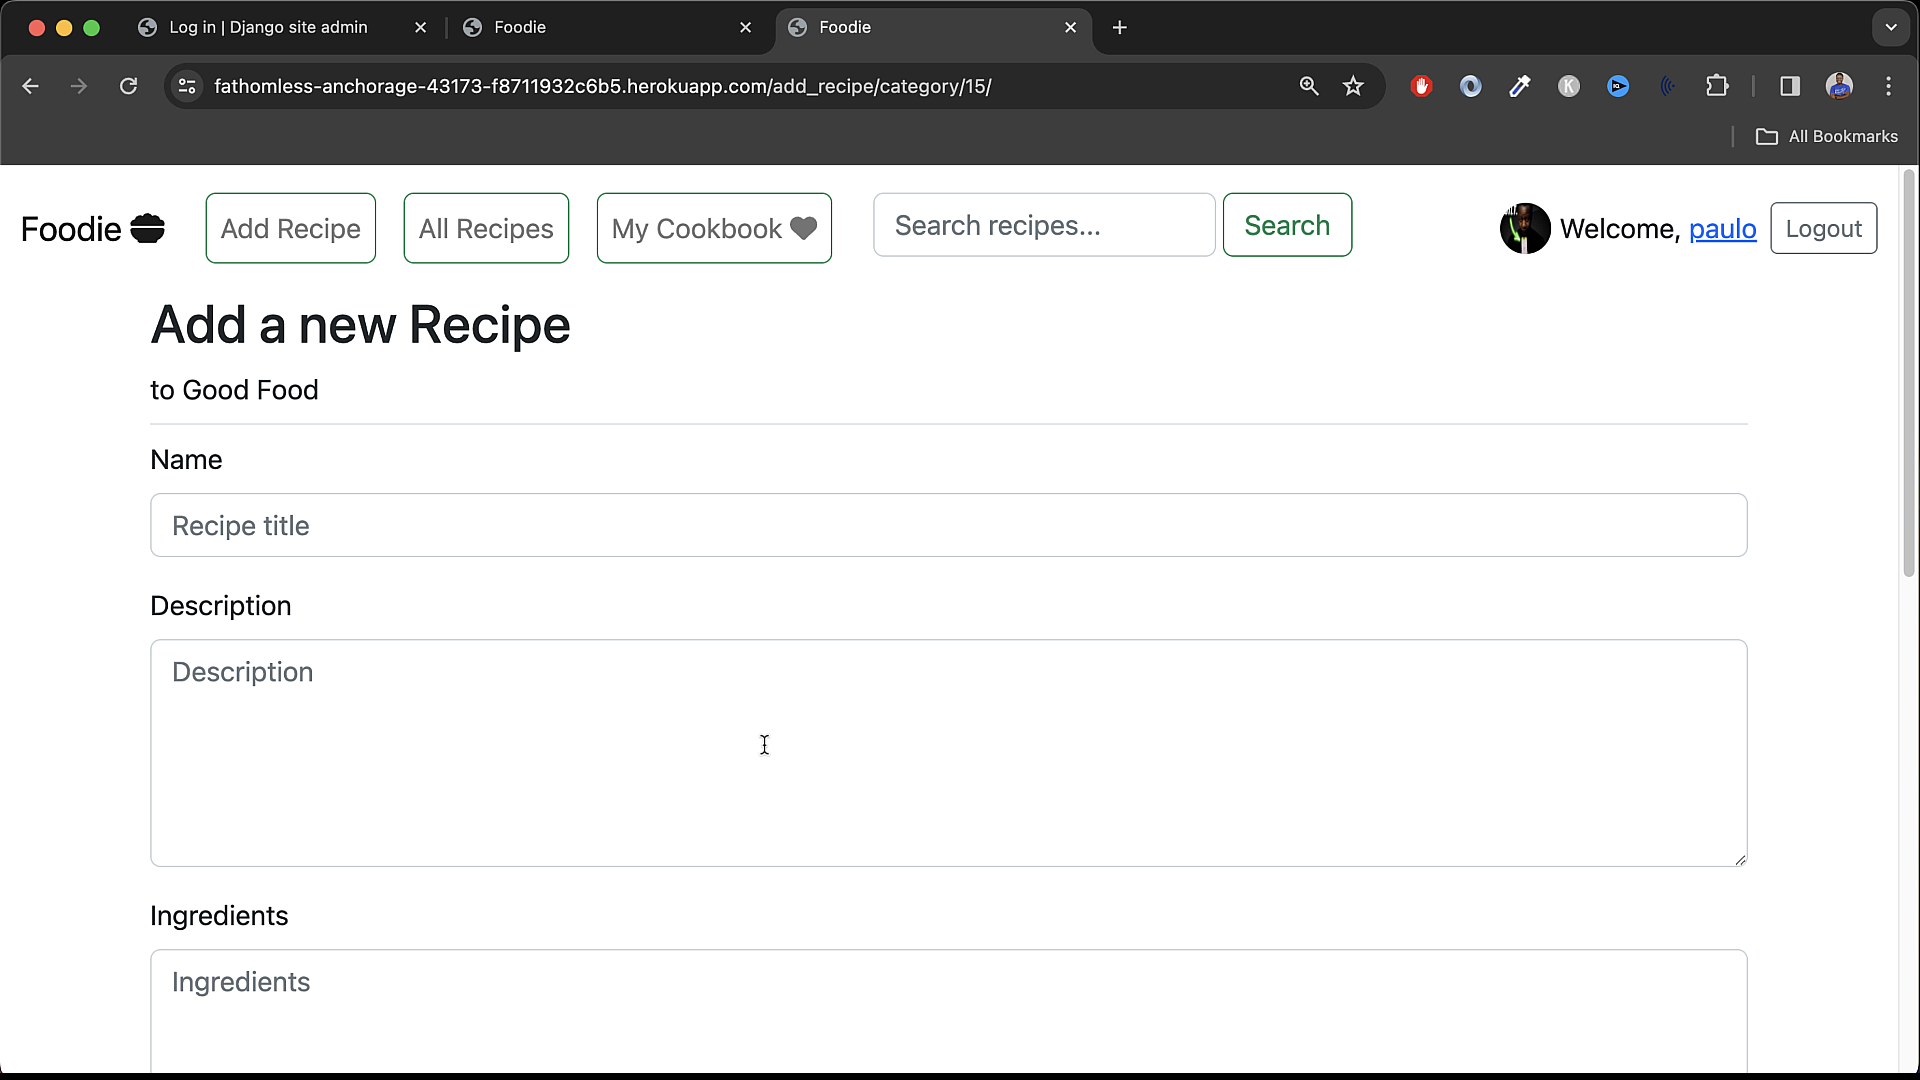 Log in | Django site admin
Foodie
Foodie
fathomless-anchorage-43173-f8711932c6b5.herokuapp.com/add_recipe/category/15/
K
All Bookmarks
Foodie
Add Recipe
All Recipes
My Cookbook
Search recipes...
Search
Welcome, paulo
Logout
Add a new Recipe
to Good Food
Name
Recipe title
Description
Description
Ingredients
Ingredients